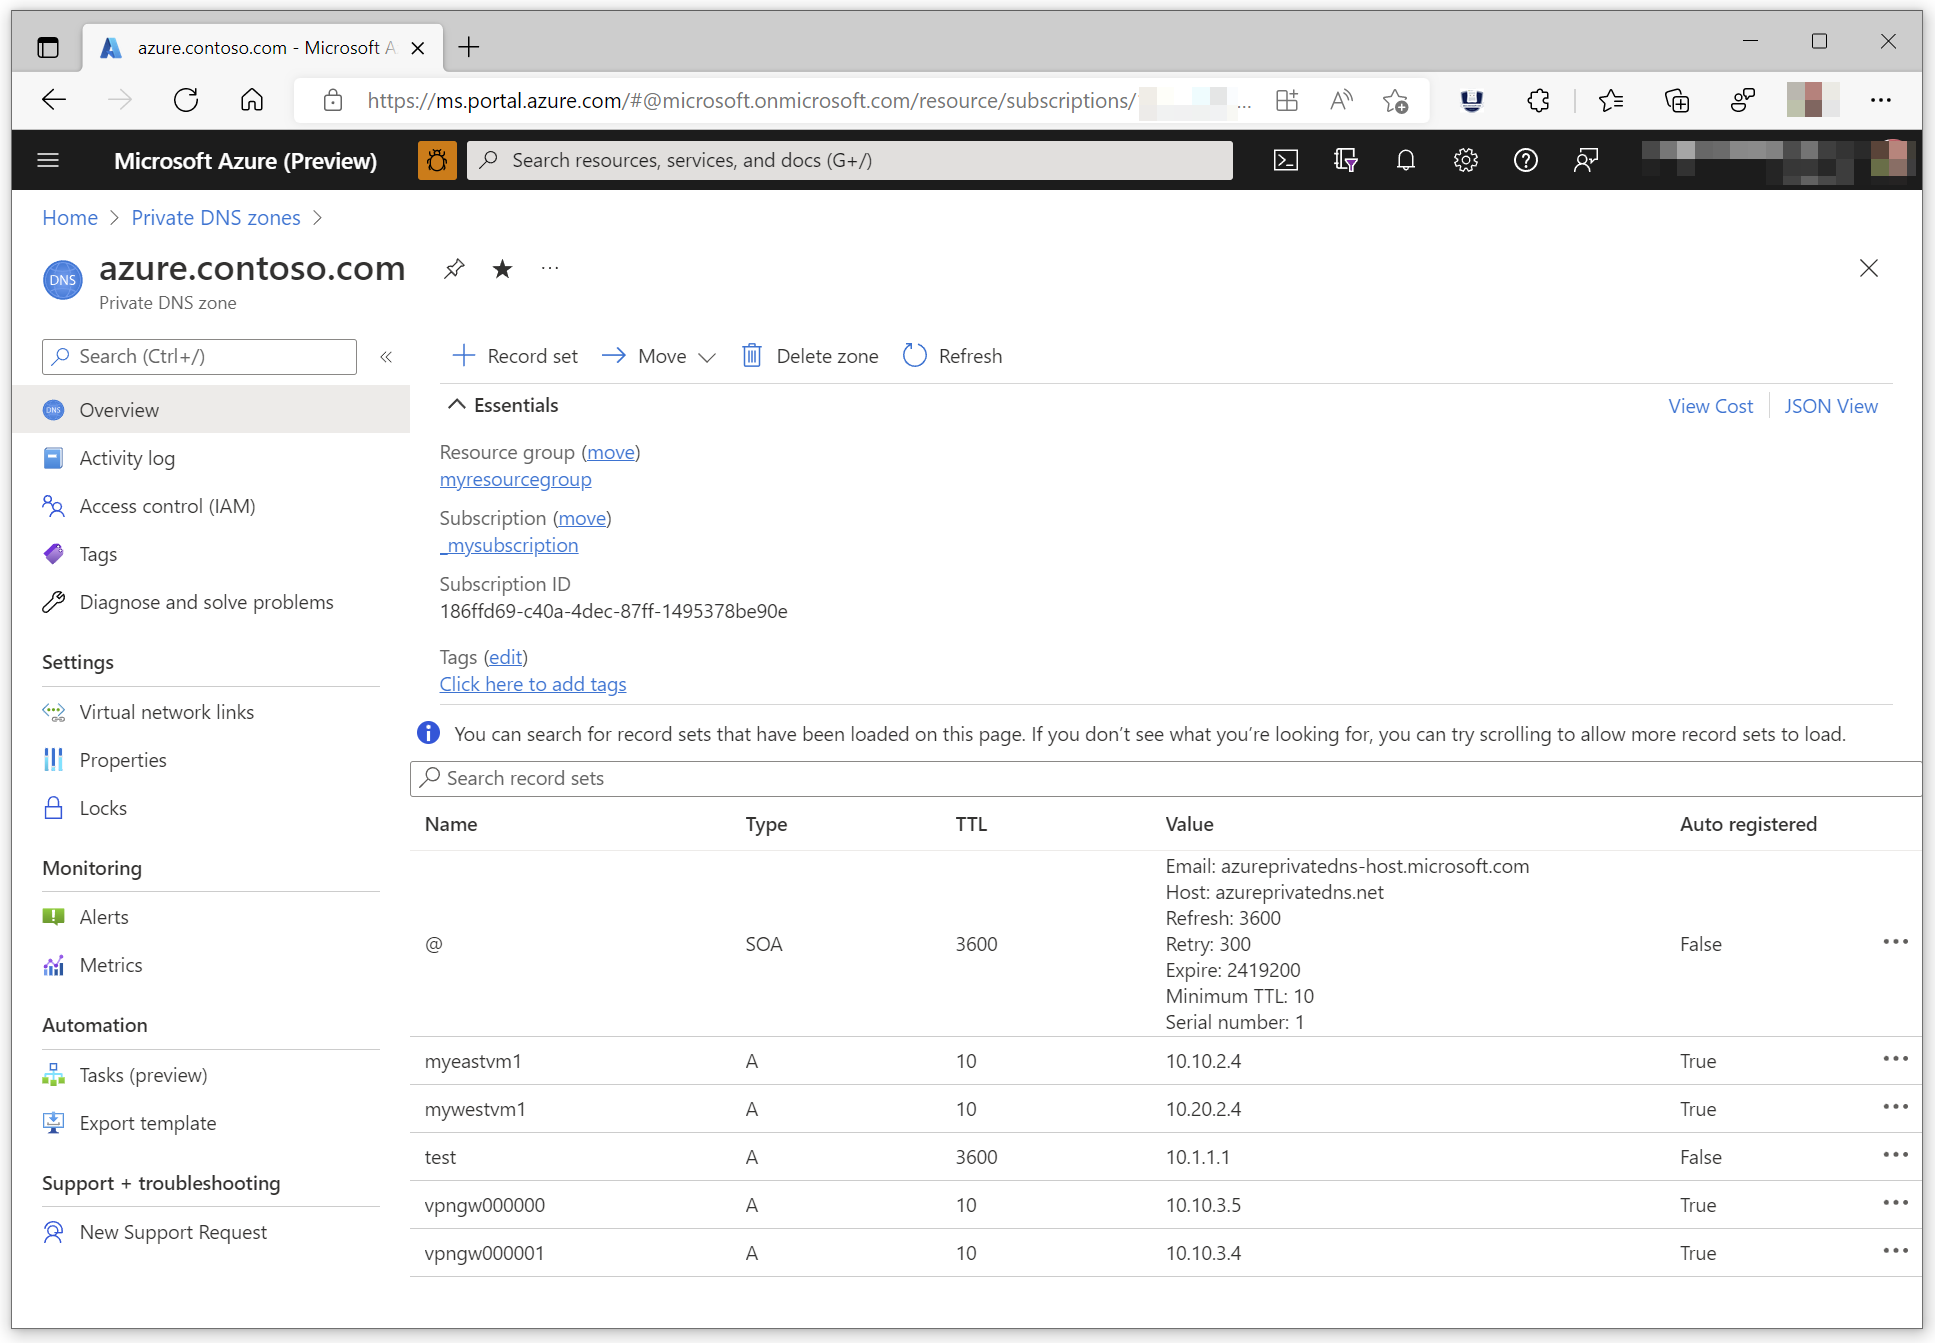 azure.contoso.com - Microsoft A
https://ms.portal.azure.com/#@microsoft.onmicrosoft.com/resource/subscriptions/ ...
Microsoft Azure (Preview)
Search resources, services, and docs (G+/)
Home > Private DNS zones >
DNS
azure.contoso.com
Private DNS zone
Search (Ctrl+/)
«
Record set
Move
Delete zone
Refresh
DNS
Overview
Activity log
Access control (IAM)
Tags
Diagnose and solve problems
Settings
Virtual network links
Properties
Locks
Monitoring
Alerts
Metrics
Automation
Tasks (preview)
Export template
Support + troubleshooting
New Support Request
Essentials
View Cost
JSON View
Resource group (move)
myresourcegroup
Subscription (move)
_mysubscription
Subscription ID
186ffd69-c40a-4dec-87ff-1495378be90e
Tags (edit)
Click here to add tags
You can search for record sets that have been loaded on this page. If you don't see what you're looking for, you can try scrolling to allow more record sets to load.
Search record sets
Name Type TTL Value Auto registered
@ SOA 3600
Email: azureprivatedns-host.microsoft.com
Host: azureprivatedns.net
Refresh: 3600
Retry: 300
Expire: 2419200
Minimum TTL: 10
Serial number: 1
False
myeastvm1 A 10 10.10.2.4 True
mywestvm1 A 10 10.20.2.4 True
test A 3600 10.1.1.1 False
vpngw000000 A 10 10.10.3.5 True
vpngw000001 A 10 10.10.3.4 True